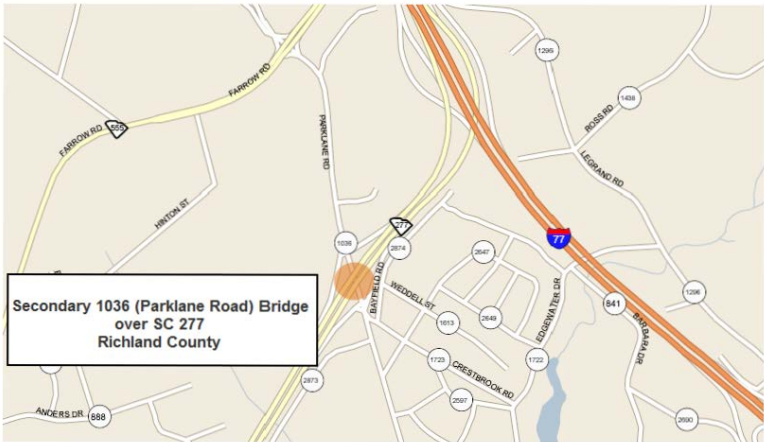 1295
1438
ROSS RD
FARROW RD
555
FARROW RD
PARKLANE RD
LEGRAND RD
HINTON ST
277
1036
2874
77
2647
BAYFIELD RD
WEDDELL ST
EDGEWATER DR
1296
841
Secondary 1036 (Parklane Road) Bridge
over SC 277
Richland County
1613
2649
BARBARA DR
1723
1722
CRESTBROOK RD
2873
2597
ANDERS DR
888
2690